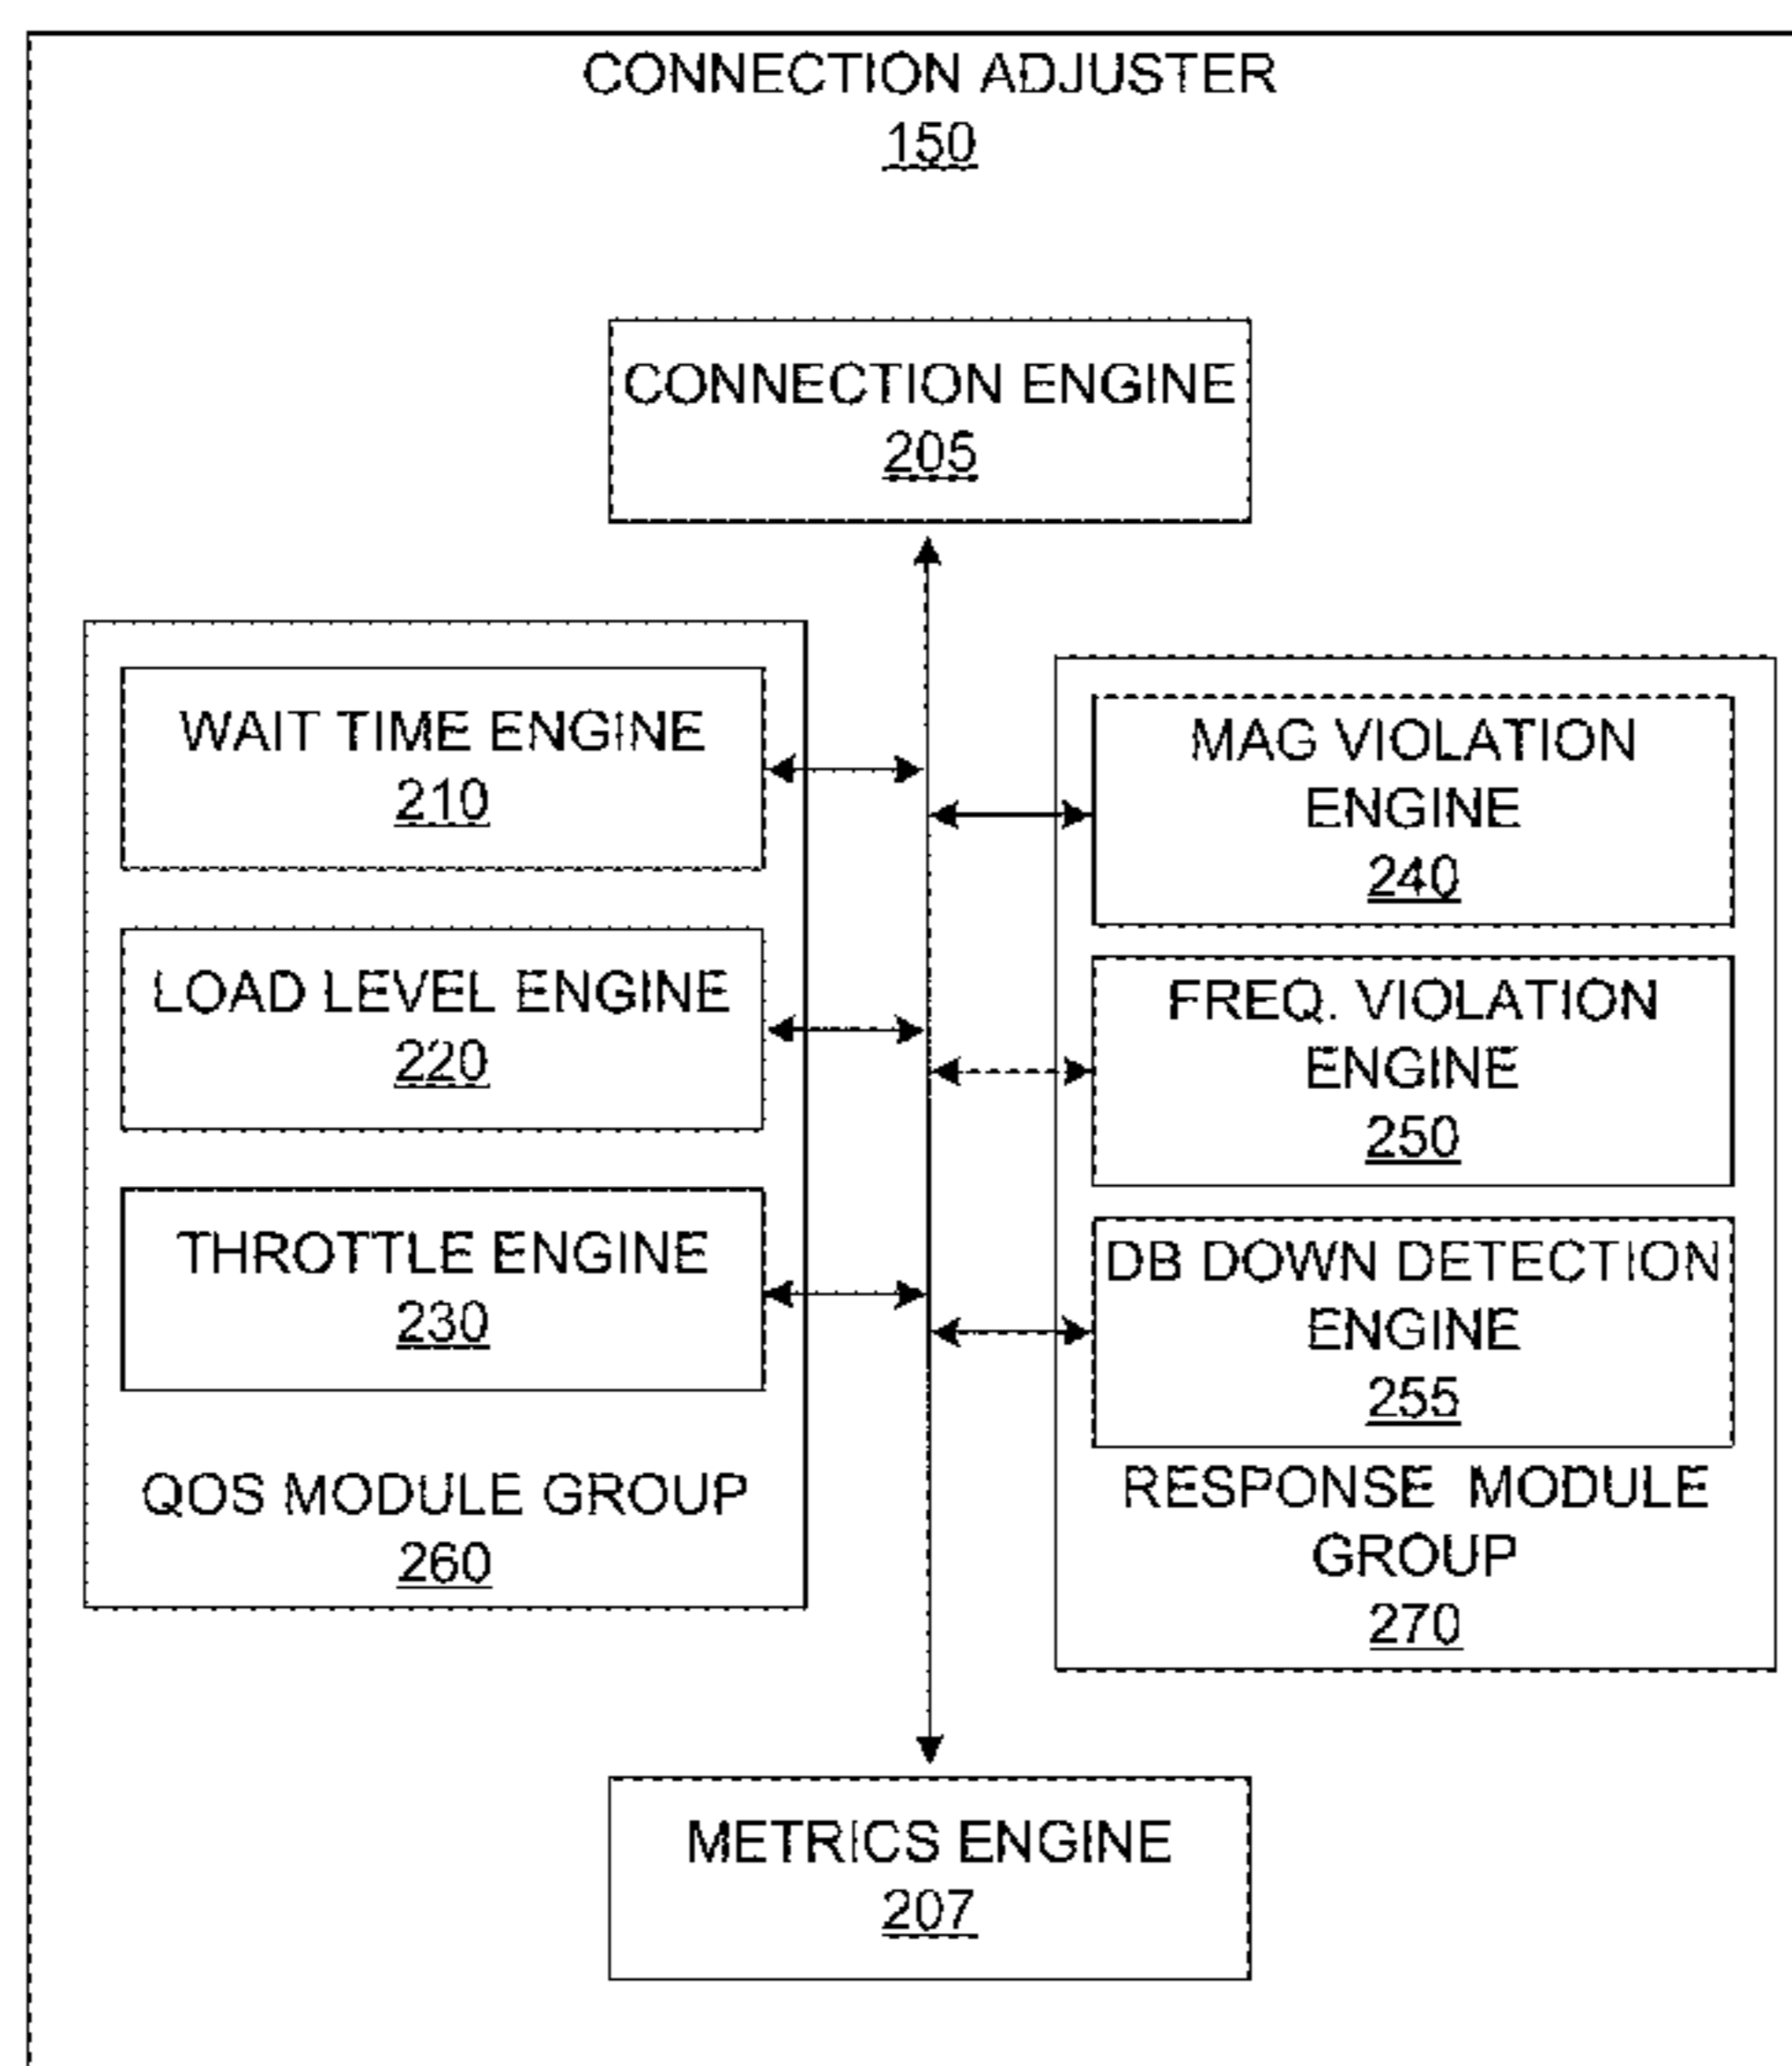 CONNECTION ADJUSTER
150
CONNECTION ENGINE
205
WAIT TIME ENGINE
210
LOAD LEVEL ENGINE
220
THROTTLE ENGINE
230
QOS MODULE GROUP
260
MAG VIOLATION
ENGINE
240
FREQ. VIOLATION
ENGINE
250
DB DOWN DETECTION
ENGINE
255
RESPONSE MODULE
GROUP
270
METRICS ENGINE
207